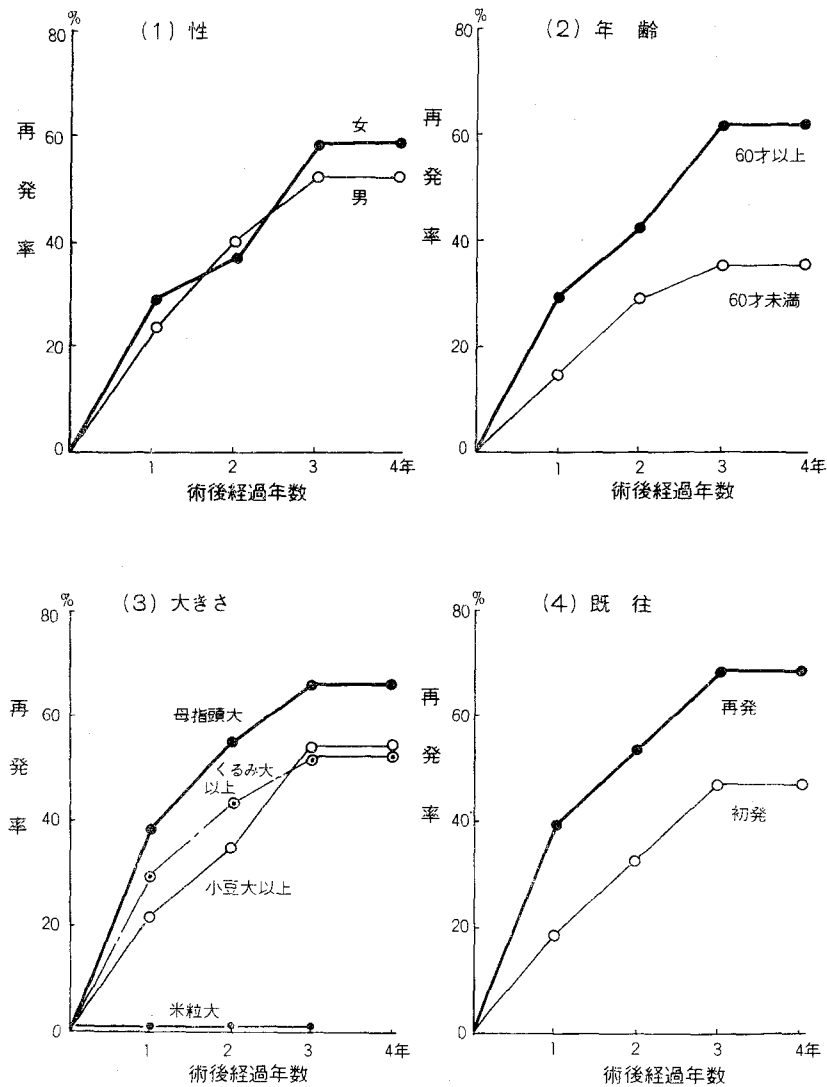 (1) 性
%
80
60
40
20
0
再発率
女
男
1 2 3 4年
術後経過年数
(2) 年 齢
%
80
60
40
20
0
再発率
60才以上
60才未満
1 2 3 4年
術後経過年数
(3) 大きさ
%
80
60
40
20
0
再発率
母指頭大
くるみ大
以上
小豆大以上
米粒大
1 2 3 4年
術後経過年数
(4) 既 往
%
80
60
40
20
0
再発率
再発
初発
1 2 3 4年
術後経過年数